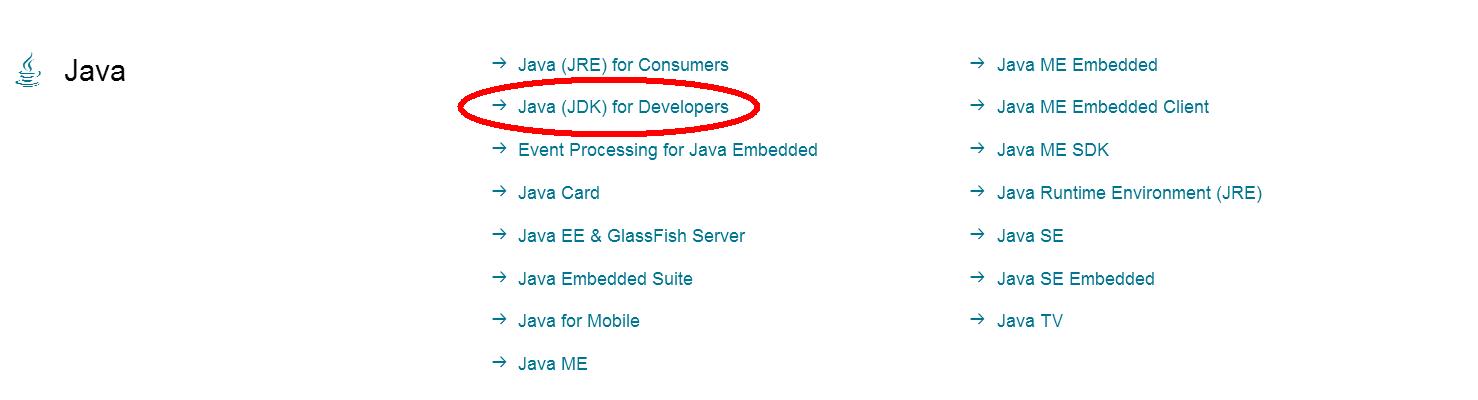 Java
Java (JRE) for Consumers
Java (JDK) for Developers
Event Processing for Java Embedded
Java Card
Java EE & GlassFish Server
Java Embedded Suite
Java for Mobile
Java ME
Java ME Embedded
Java ME Embedded Client
Java ME SDK
Java Runtime Environment (JRE)
Java SE
Java SE Embedded
Java TV